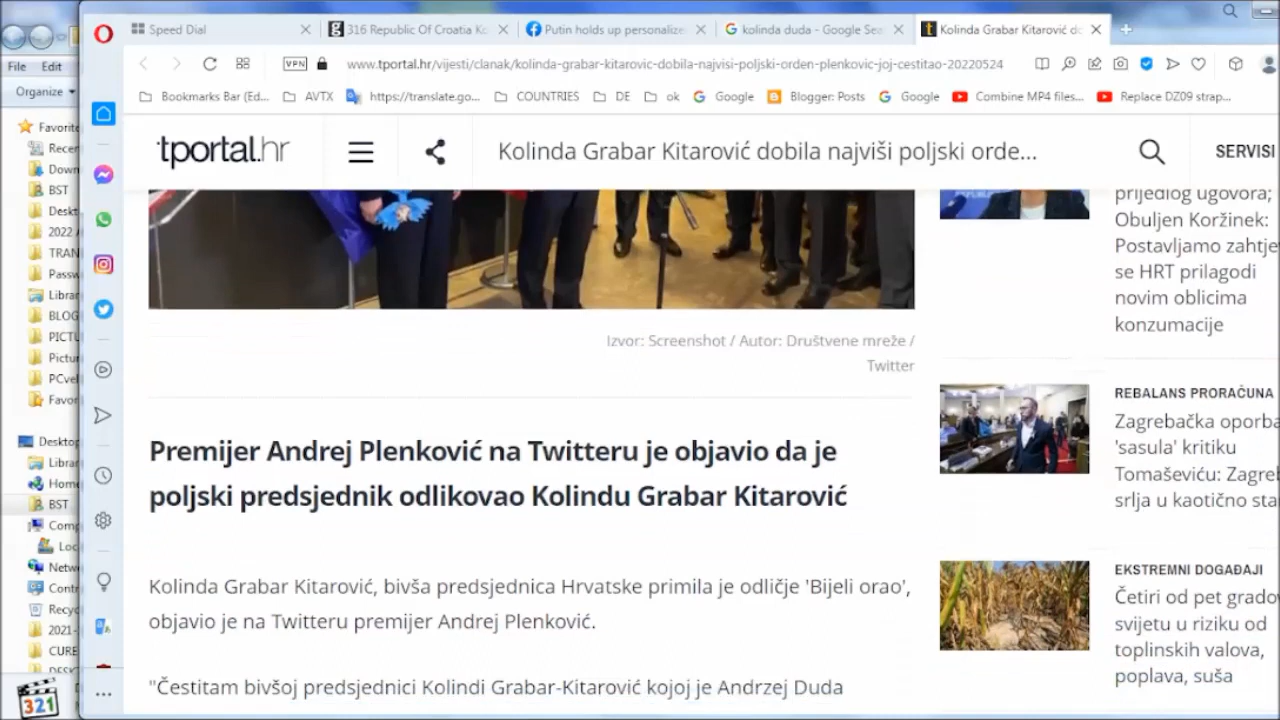 Speed Dial
316 Republic Of Croatia Ko
Putin holds up personalize
kolinda duda - Google Sea
Kolinda Grabar Kitarović do
File Edit
VPN
www.tportal.hr/vijesti/clanak/kolinda-grabar-kitarovic-dobila-najvisi-poljski-orden-plenkovic-joj-cestitao-20220524
Organize
Bookmarks Bar (Ed...
AVTX
https://translate.go...
COUNTRIES
DE
ok
Google
Blogger: Posts
Google
Combine MP4 files...
Replace DZ09 strap...
Favorite
Recen
Down
BST
Deskt
2022
TRAN
Passw
Librar
BLOG
PICTU
Pictur
PCvel
Favor
Desktop
Librar
Home
BST
Comp
Loc
Netw
Contr
Recyc
2021-
CURE
321
tportal.hr
Kolinda Grabar Kitarović dobila najviši poljski orde...
SERVISI
Izvor: Screenshot / Autor: Društvene mreže /
Twitter
Premijer Andrej Plenković na Twitteru je objavio da je
poljski predsjednik odlikovao Kolindu Grabar Kitarović
Kolinda Grabar Kitarović, bivša predsjednica Hrvatske primila je odličje 'Bijeli orao',
objavio je na Twitteru premijer Andrej Plenković.
"Čestitam bivšoj predsjednici Kolindi Grabar-Kitarović kojoj je Andrzej Duda
prijedlog ugovora;
Obuljen Koržinek:
Postavljamo zahtje
se HRT prilagodi
novim oblicima
konzumacije
REBALANS PRORAČUNA
Zagrebačka oporba
'sasula' kritiku
Tomaševiću: Zagreb
srlja u kaotično sta
EKSTREMNI DOGAĐAJI
Četiri od pet gradov
svijetu u riziku od
toplinskih valova,
poplava, suša